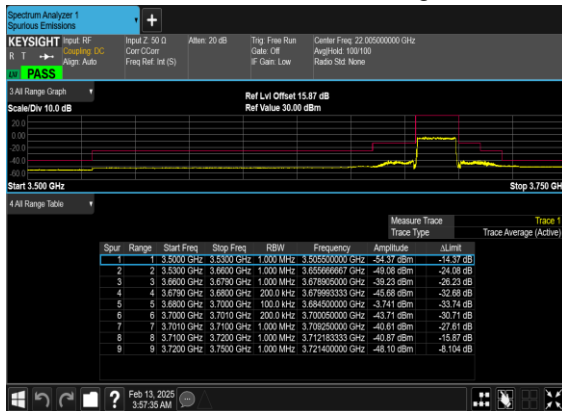 Spectrum Analyzer 1
Spurious Emissions
+
KEYSIGHT Input: RF Input Z: 50 Ω Atten: 20 dB Trig: Free Run Center Freq: 22.005000000 GHz
R T Coupling: DC Corr CCorr Gate: Off Avg|Hold: 100/100
Align: Auto Freq Ref: Int (S) IF Gain: Low Radio Std: None
PASS
3 All Range Graph Ref Lvl Offset 15.87 dB
Scale/Div 10.0 dB Ref Value 30.00 dBm
20.0
0.00
-20.0
-40.0
-60.0
Start 3.500 GHz Stop 3.750 GH
4 All Range Table
Measure Trace Trace 1
Trace Type Trace Average (Active)
Spur Range Start Freq Stop Freq RBW Frequency Amplitude ΔLimit
1 1 3.5000 GHz 3.5300 GHz 1.000 MHz 3.505500000 GHz -54.37 dBm -14.37 dB
2 2 3.5300 GHz 3.6600 GHz 1.000 MHz 3.655666667 GHz -49.08 dBm -24.08 dB
3 3 3.6600 GHz 3.6790 GHz 1.000 MHz 3.678905000 GHz -39.23 dBm -26.23 dB
4 4 3.6790 GHz 3.6800 GHz 200.0 kHz 3.679993333 GHz -45.68 dBm -32.68 dB
5 5 3.6800 GHz 3.7000 GHz 100.0 kHz 3.684500000 GHz -3.741 dBm -33.74 dB
6 6 3.7000 GHz 3.7010 GHz 200.0 kHz 3.700050000 GHz -43.71 dBm -30.71 dB
7 7 3.7010 GHz 3.7100 GHz 1.000 MHz 3.709250000 GHz -40.61 dBm -27.61 dB
8 8 3.7100 GHz 3.7200 GHz 1.000 MHz 3.712183333 GHz -40.87 dBm -15.87 dB
9 9 3.7200 GHz 3.7500 GHz 1.000 MHz 3.721400000 GHz -48.10 dBm -8.104 dB
? Feb 13, 2025
3:57:35 AM